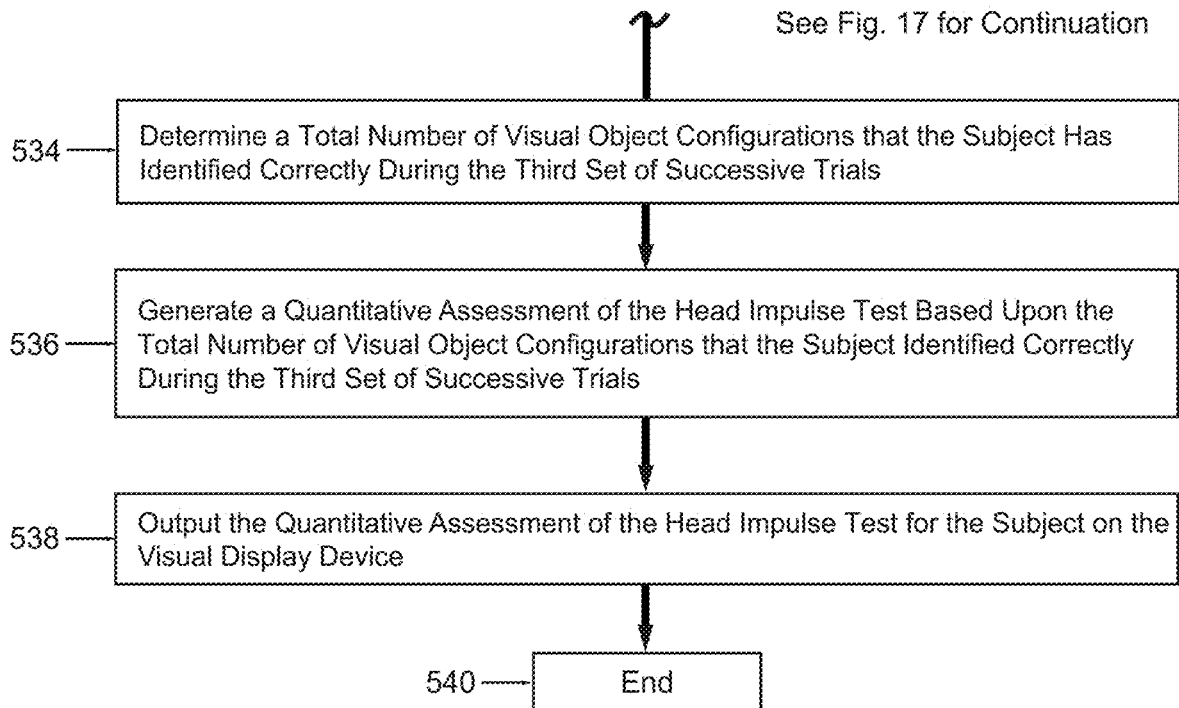 See Fig. 17 for Continuation
534
Determine a Total Number of Visual Object Configurations that the Subject Has
Identified Correctly During the Third Set of Successive Trials
536
Generate a Quantitative Assessment of the Head Impulse Test Based Upon the
Total Number of Visual Object Configurations that the Subject Identified Correctly
During the Third Set of Successive Trials
538
Output the Quantitative Assessment of the Head Impulse Test for the Subject on the
Visual Display Device
540
End